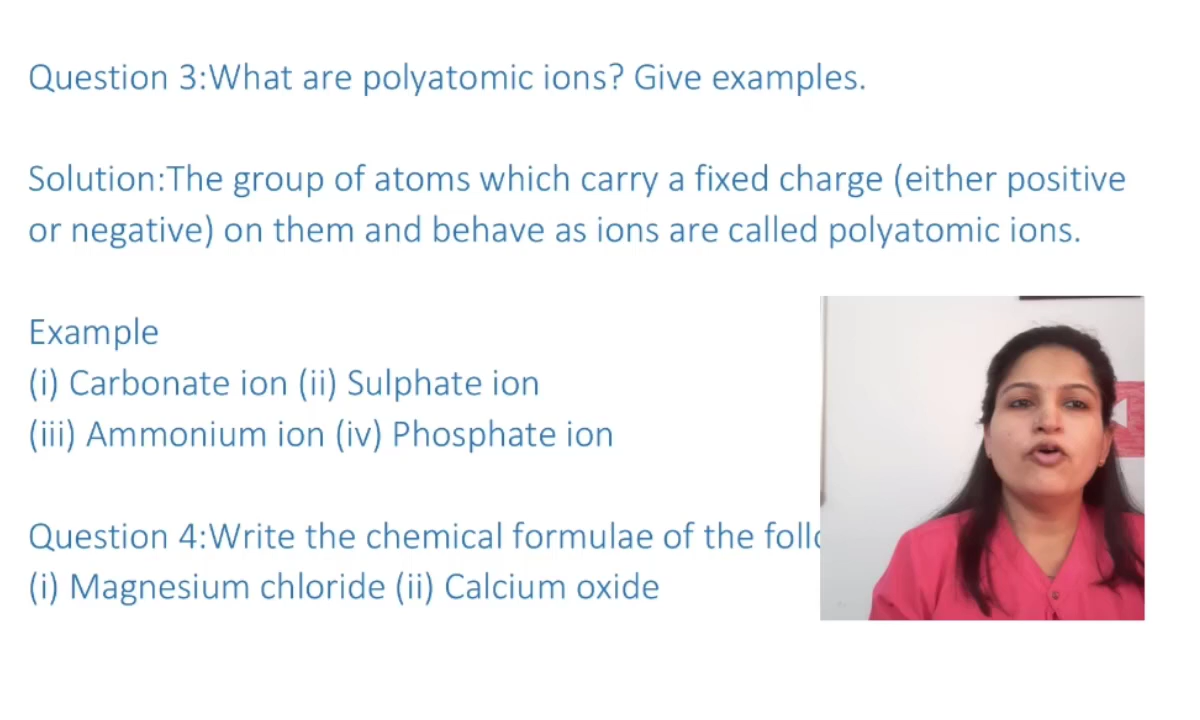 Question 3:What are polyatomic ions? Give examples.
Solution:The group of atoms which carry a fixed charge (either positive
or negative) on them and behave as ions are called polyatomic ions.
Example
(i) Carbonate ion (ii) Sulphate ion
(iii) Ammonium ion (iv) Phosphate ion
Question 4:Write the chemical formulae of the
(i) Magnesium chloride (ii) Calcium oxide